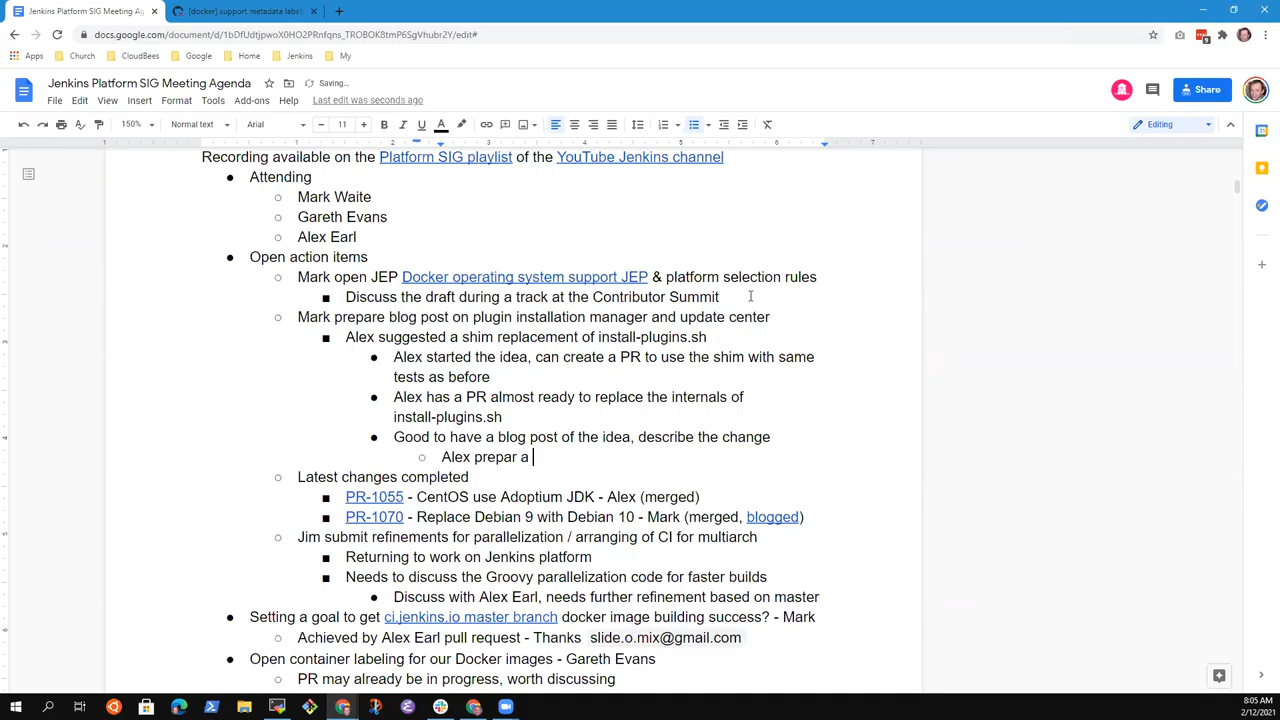 Jenkins Platform SIG Meeting Agenda
[docker] support metadata label
docs.google.com/document/d/1bDfUdtjpwoX0HO2PRnfqns_TROBOK8tmP6SgVhubr2Y/edit#
Apps Church CloudBees Google Home Jenkins My
Jenkins Platform SIG Meeting Agenda Saving…
File Edit View Insert Format Tools Add-ons Help Last edit was seconds ago
Share
150% Normal text Arial 11 Editing
Recording available on the Platform SIG playlist of the YouTube Jenkins channel
Attending
Mark Waite
Gareth Evans
Alex Earl
Open action items
Mark open JEP Docker operating system support JEP & platform selection rules
Discuss the draft during a track at the Contributor Summit
Mark prepare blog post on plugin installation manager and update center
Alex suggested a shim replacement of install-plugins.sh
Alex started the idea, can create a PR to use the shim with same
tests as before
Alex has a PR almost ready to replace the internals of
install-plugins.sh
Good to have a blog post of the idea, describe the change
Alex prepar a
Latest changes completed
PR-1055 - CentOS use Adoptium JDK - Alex (merged)
PR-1070 - Replace Debian 9 with Debian 10 - Mark (merged, blogged)
Jim submit refinements for parallelization / arranging of CI for multiarch
Returning to work on Jenkins platform
Needs to discuss the Groovy parallelization code for faster builds
Discuss with Alex Earl, needs further refinement based on master
Setting a goal to get ci.jenkins.io master branch docker image building success? - Mark
Achieved by Alex Earl pull request - Thanks slide.o.mix@gmail.com
Open container labeling for our Docker images - Gareth Evans
PR may already be in progress, worth discussing
8:05 AM
2/12/2021